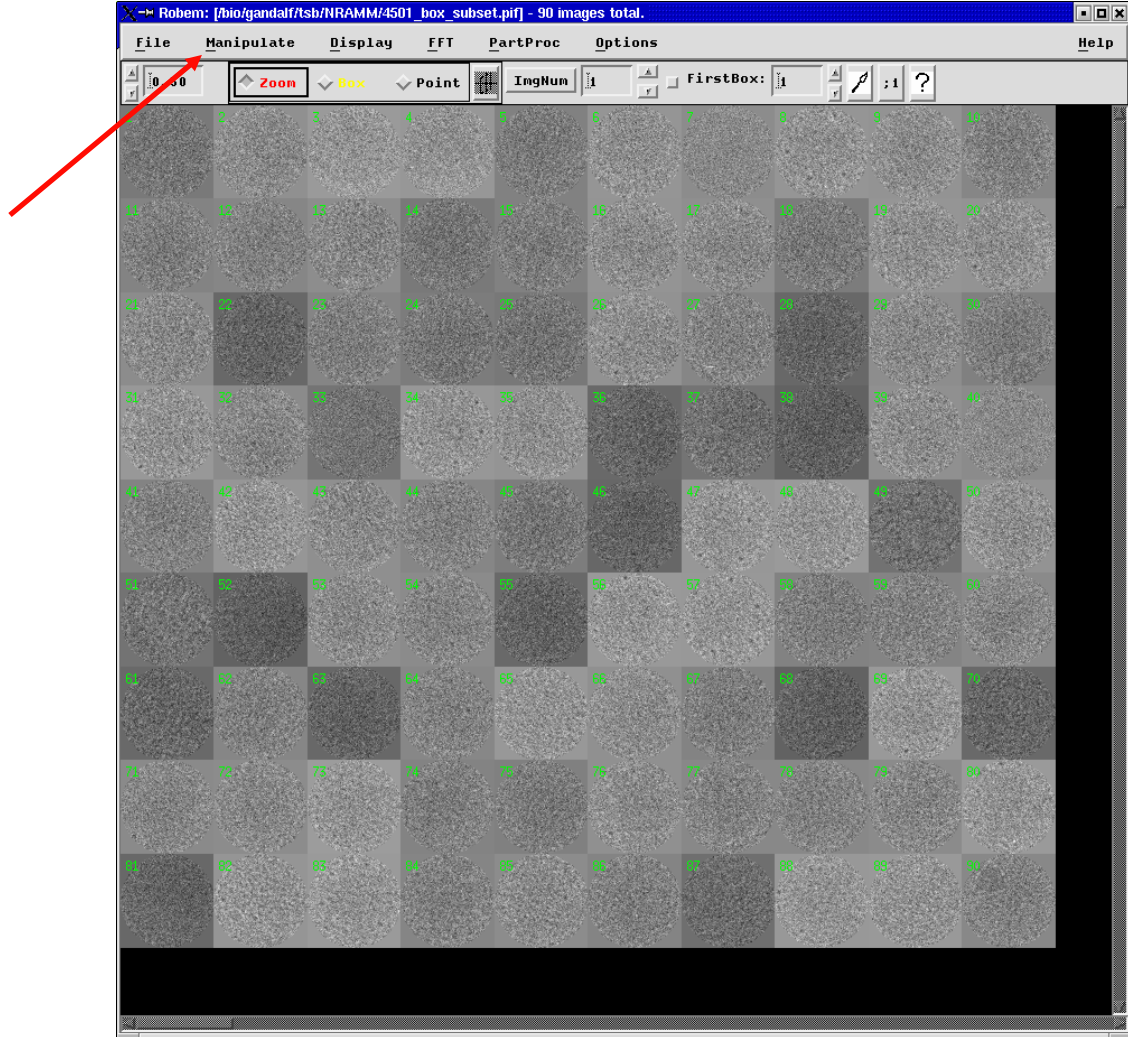 Robem: [/bio/gandalf/tsb/NRAMM/4501_box_subset.pif] - 90 images total.
File Manipulate Display FFT PartProc Options Help
Zoom Box Point ImgNum 1 FirstBox: 1 ;1 ?
2 3 4 5 6 7 8 9 10
11 12 13 14 15 16 17 18 19 20
21 22 23 24 25 26 27 28 29 30
31 32 33 34 35 36 37 38 39 40
41 42 43 44 45 46 47 48 49 50
51 52 53 54 55 56 57 58 59 60
61 62 63 64 65 66 67 68 69 70
71 72 73 74 75 76 77 78 79 80
81 82 83 84 85 86 87 88 89 90